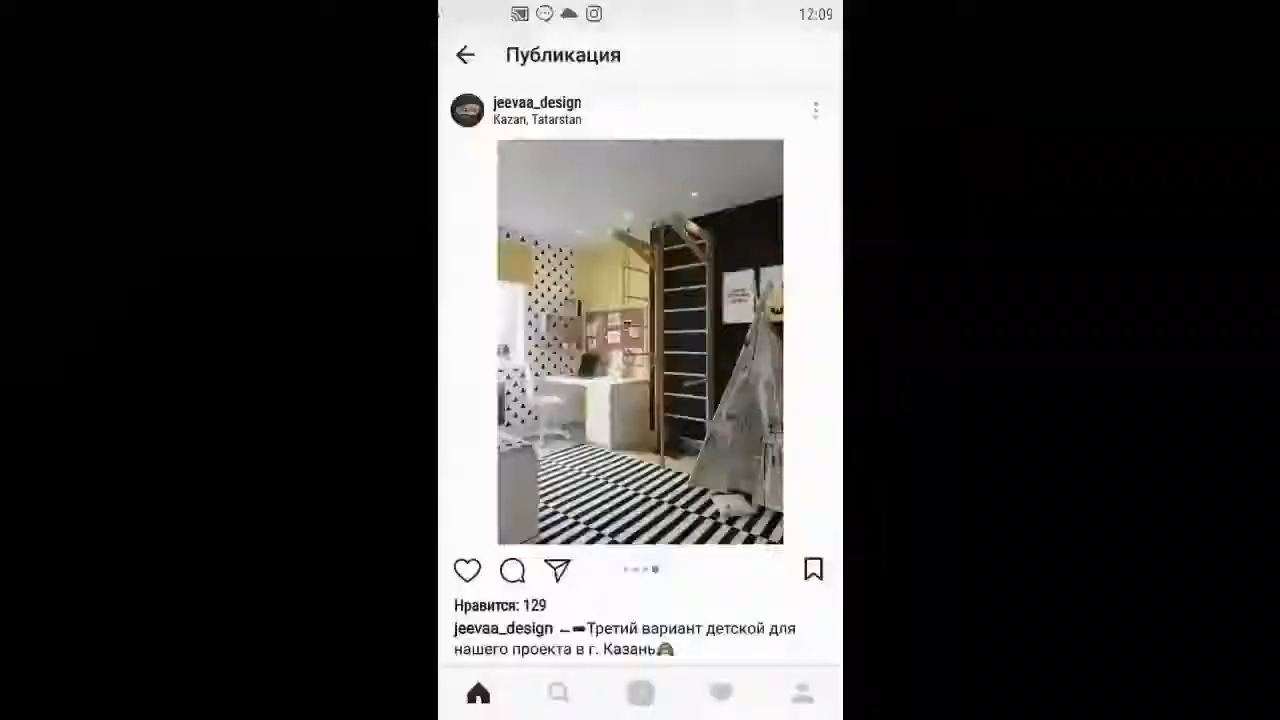 12:09
Публикация
jeevaa_design
Kazan, Tatarstan
Нравится: 129
jeevaa_design Третий вариант детской для
нашего проекта в г. Казань